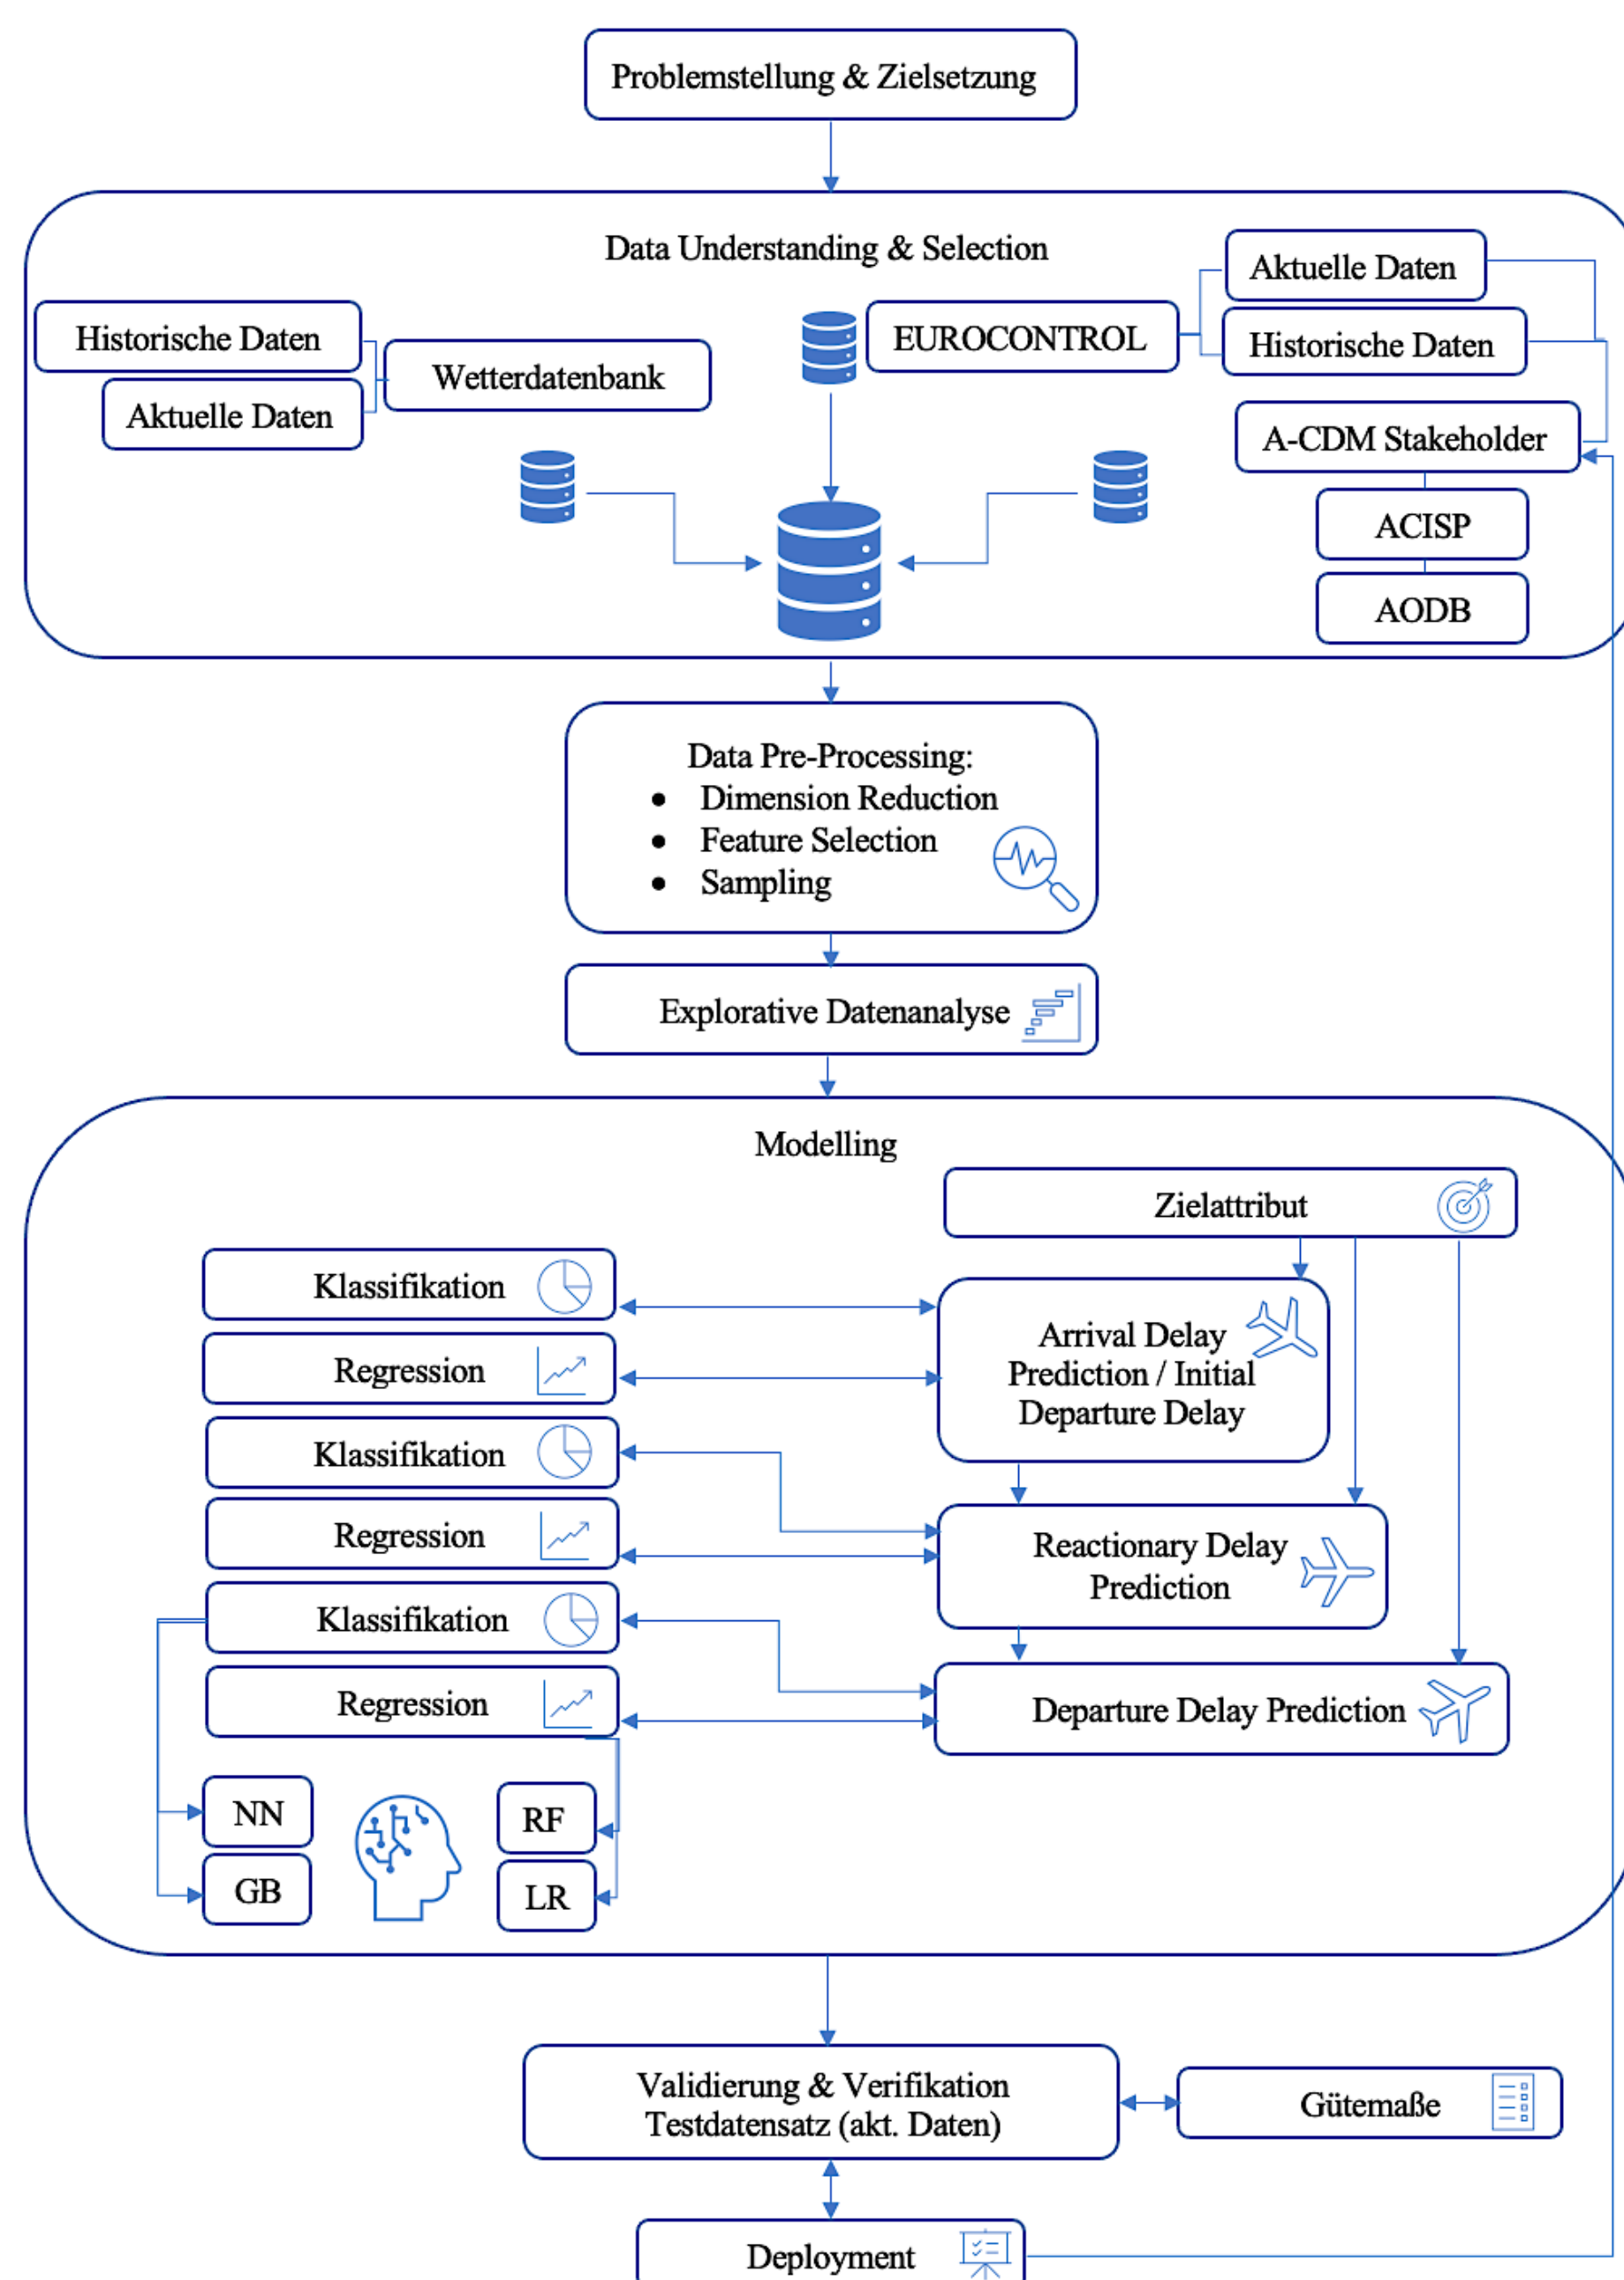 Problemstellung & Zielsetzung
Data Understanding & Selection
Historische Daten
Aktuelle Daten
Wetterdatenbank
EUROCONTROL
Aktuelle Daten
Historische Daten
A-CDM Stakeholder
ACISP
AODB
Data Pre-Processing:
• Dimension Reduction
• Feature Selection
• Sampling
Explorative Datenanalyse
Modelling
Zielattribut
Klassifikation
Regression
Klassifikation
Regression
Klassifikation
Regression
Arrival Delay
Prediction / Initial
Departure Delay
Reactionary Delay
Prediction
Departure Delay Prediction
NN
GB
RF
LR
Validierung & Verifikation
Testdatensatz (akt. Daten)
Gütemaße
Deployment